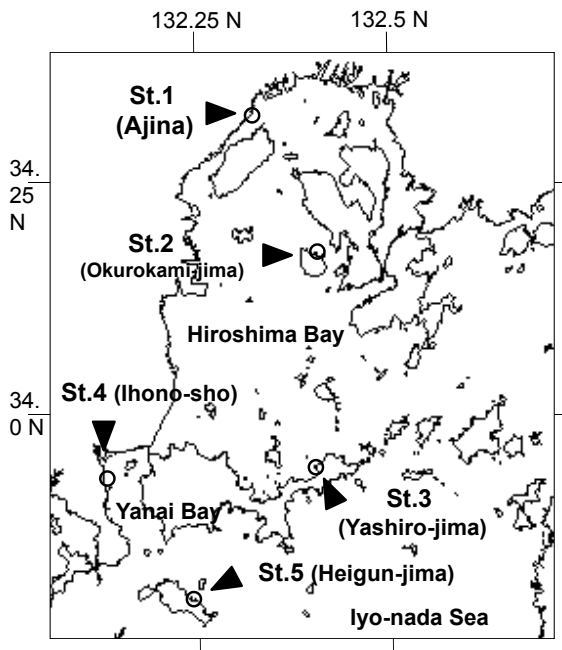 132.25 N
132.5 N
St.1
(Ajina)
34.
25
N
St.2
(Okurokami-jima)
Hiroshima Bay
St.4 (Ihono-sho)
34.
0 N
Yanai Bay
St.3
(Yashiro-jima)
St.5 (Heigun-jima)
Iyo-nada Sea